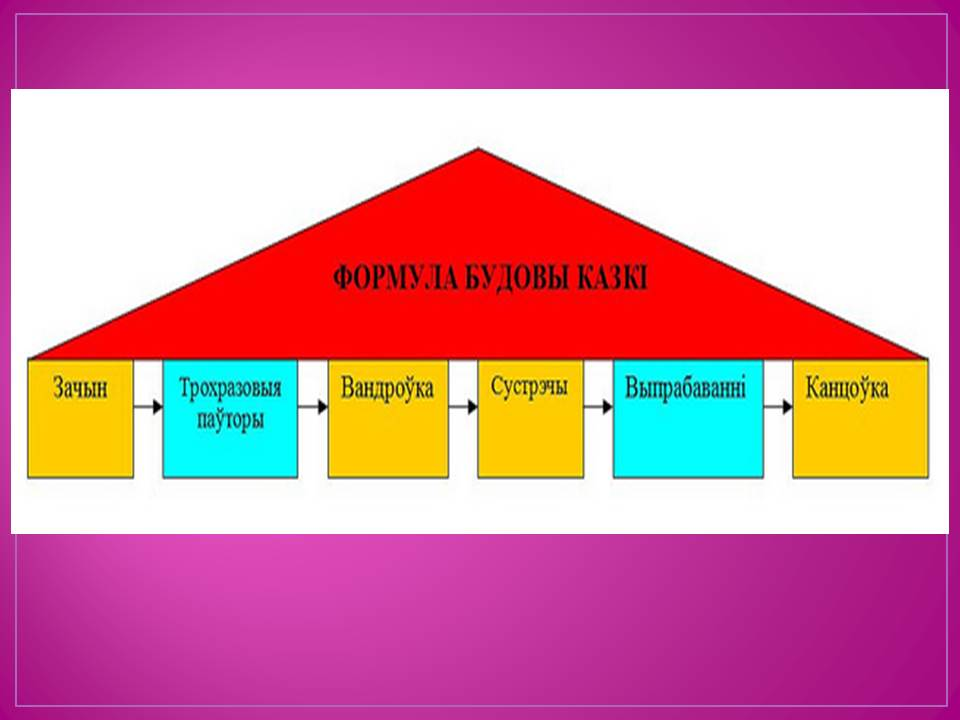 ФОРМУЛА БУДОВЫ КАЗКІ
Зачын
Трохразовыя
паўторы
Вандроўка
Сустрэчы
Выпрабаванні
Канцоўка